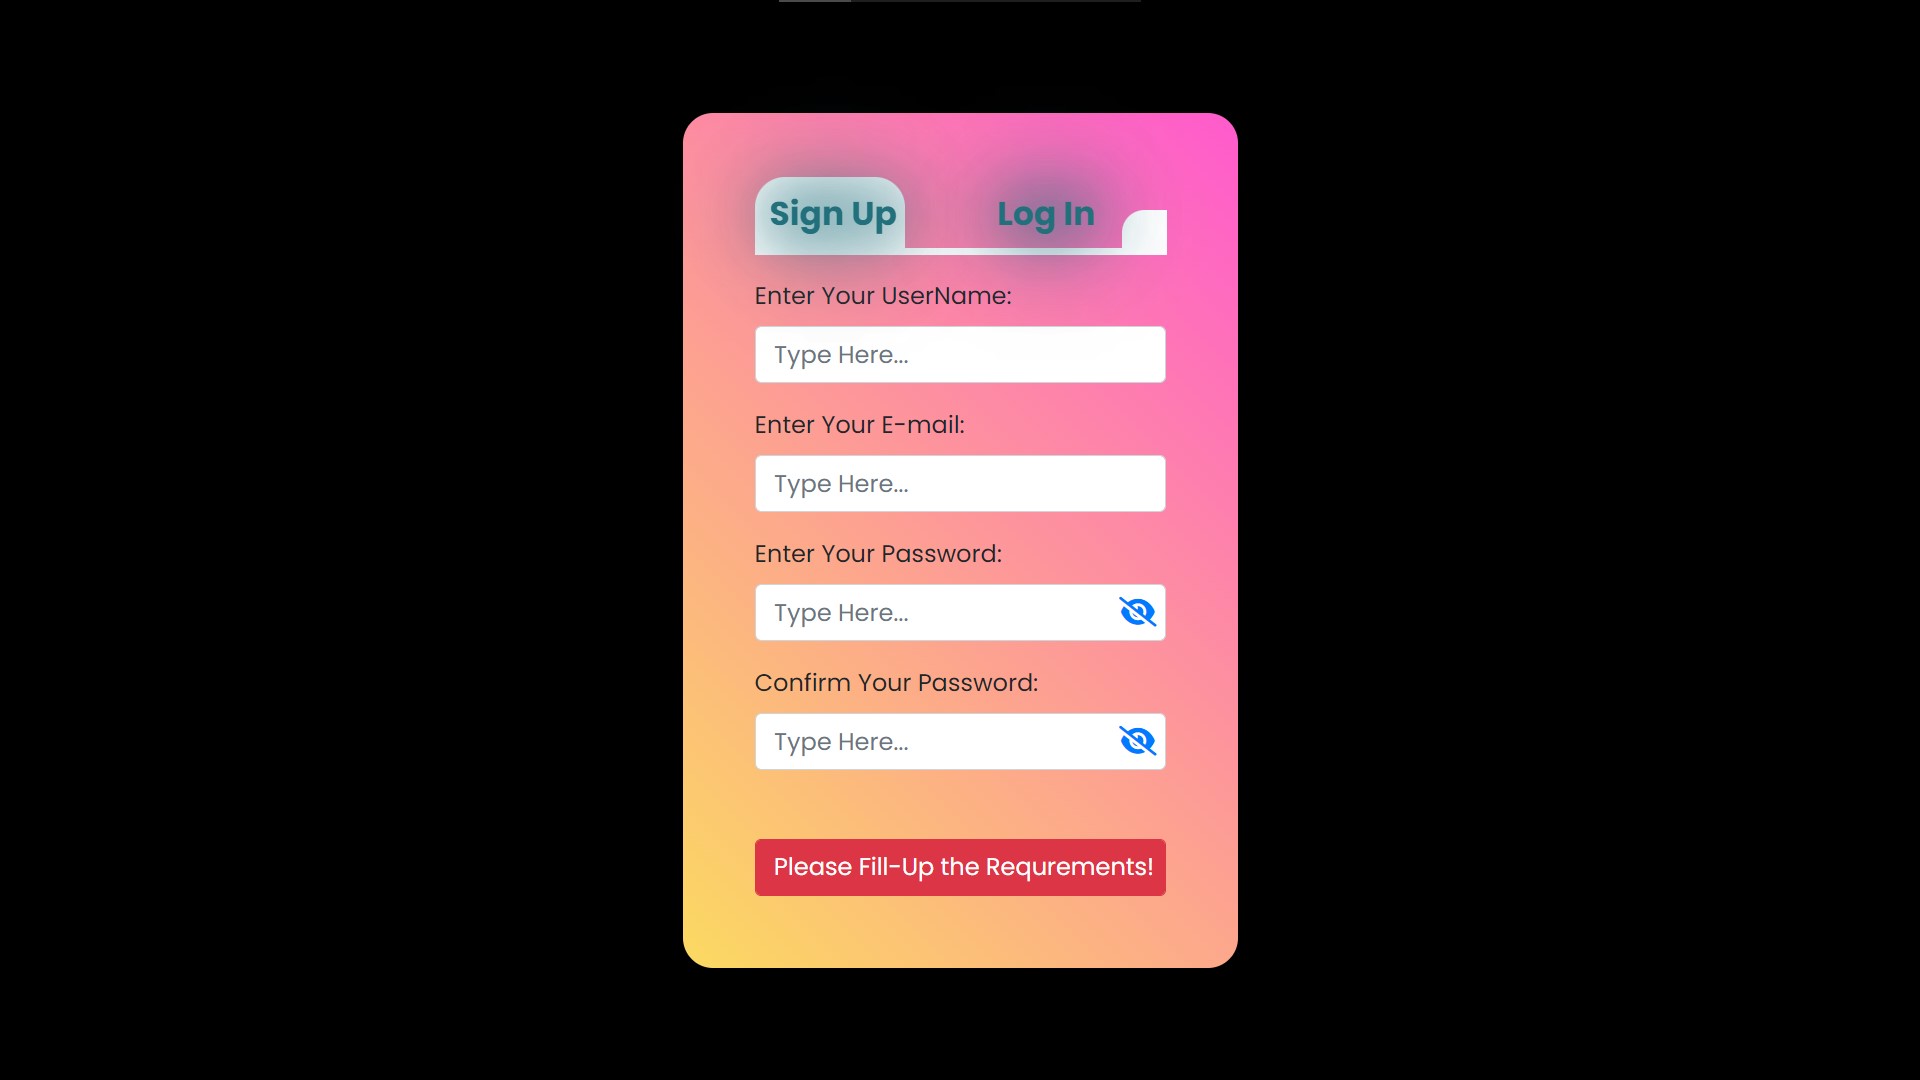 Sign Up Log In
Enter Your UserName:
Type Here...
Enter Your E-mail:
Type Here...
Enter Your Password:
Type Here...
Confirm Your Password:
Type Here...
Please Fill-Up the Requrements!